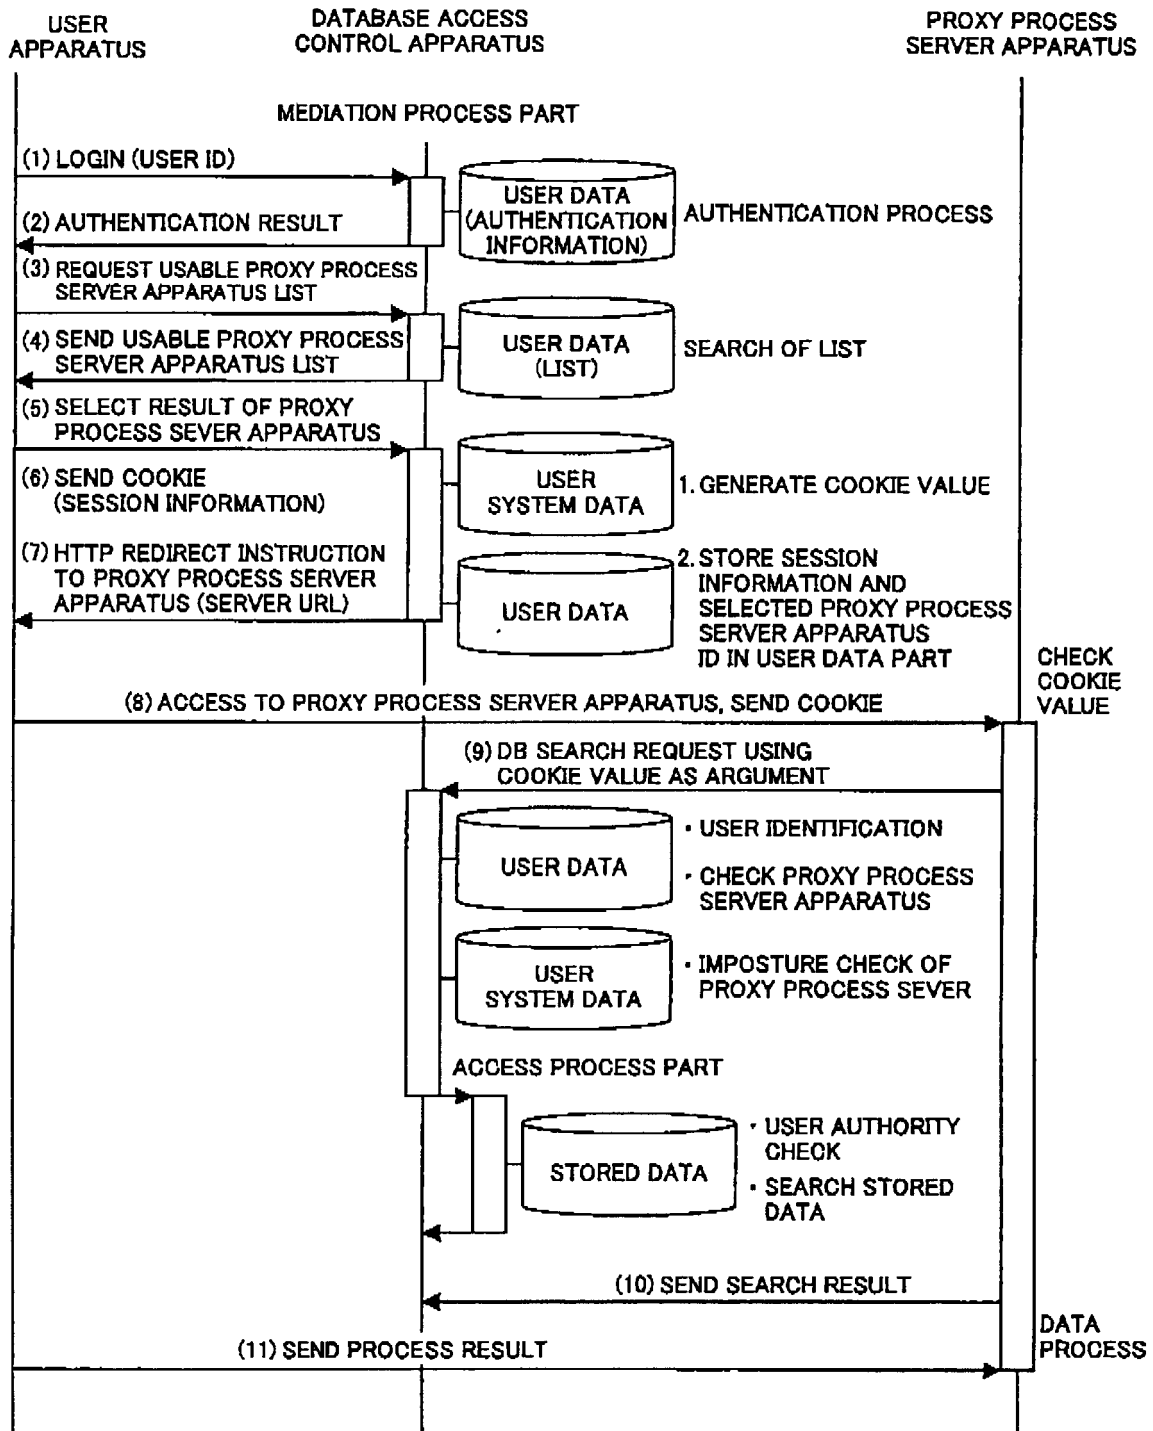 USER
APPARATUS
DATABASE ACCESS
CONTROL APPARATUS
PROXY PROCESS
SERVER APPARATUS
MEDIATION PROCESS PART
(1) LOGIN (USER ID)
USER DATA
(AUTHENTICATION
INFORMATION)
AUTHENTICATION PROCESS
(2) AUTHENTICATION RESULT
(3) REQUEST USABLE PROXY PROCESS
SERVER APPARATUS LIST
(4) SEND USABLE PROXY PROCESS
SERVER APPARATUS LIST
USER DATA
(LIST)
SEARCH OF LIST
(5) SELECT RESULT OF PROXY
PROCESS SEVER APPARATUS
(6) SEND COOKIE
(SESSION INFORMATION)
USER
SYSTEM DATA
1. GENERATE COOKIE VALUE
(7) HTTP REDIRECT INSTRUCTION
TO PROXY PROCESS SERVER
APPARATUS (SERVER URL)
USER DATA
2. STORE SESSION
INFORMATION AND
SELECTED PROXY PROCESS
SERVER APPARATUS
ID IN USER DATA PART
CHECK
COOKIE
VALUE
(8) ACCESS TO PROXY PROCESS SERVER APPARATUS, SEND COOKIE
(9) DB SEARCH REQUEST USING
COOKIE VALUE AS ARGUMENT
USER DATA
・USER IDENTIFICATION
・CHECK PROXY PROCESS
SERVER APPARATUS
USER
SYSTEM DATA
・IMPOSTURE CHECK OF
PROXY PROCESS SEVER
ACCESS PROCESS PART
STORED DATA
・USER AUTHORITY
CHECK
・SEARCH STORED
DATA
(10) SEND SEARCH RESULT
DATA
PROCESS
(11) SEND PROCESS RESULT